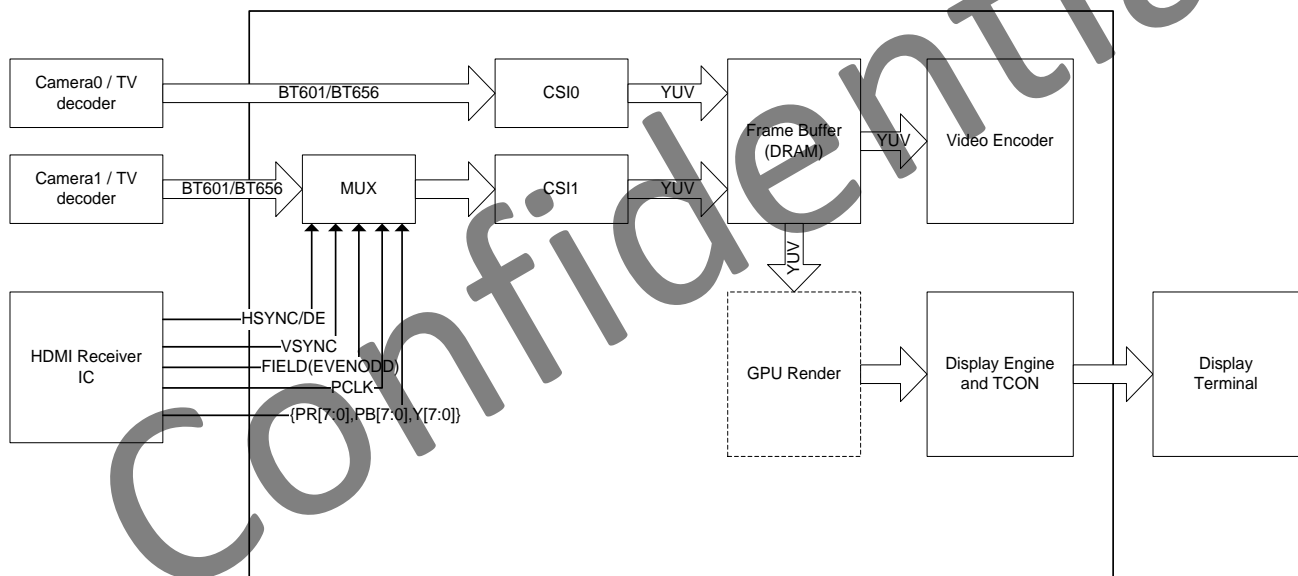 Camera0 / TV
decoder
BT601/BT656
CSI0
YUV
Frame Buffer
(DRAM)
YUV
Video Encoder
Camera1 / TV
decoder
BT601/BT656
MUX
CSI1
YUV
YUV
HDMI Receiver
IC
HSYNC/DE
VSYNC
FIELD(EVENODD)
PCLK
{PR[7:0],PB[7:0],Y[7:0]}
GPU Render
Display Engine
and TCON
Display
Terminal
Confidentia